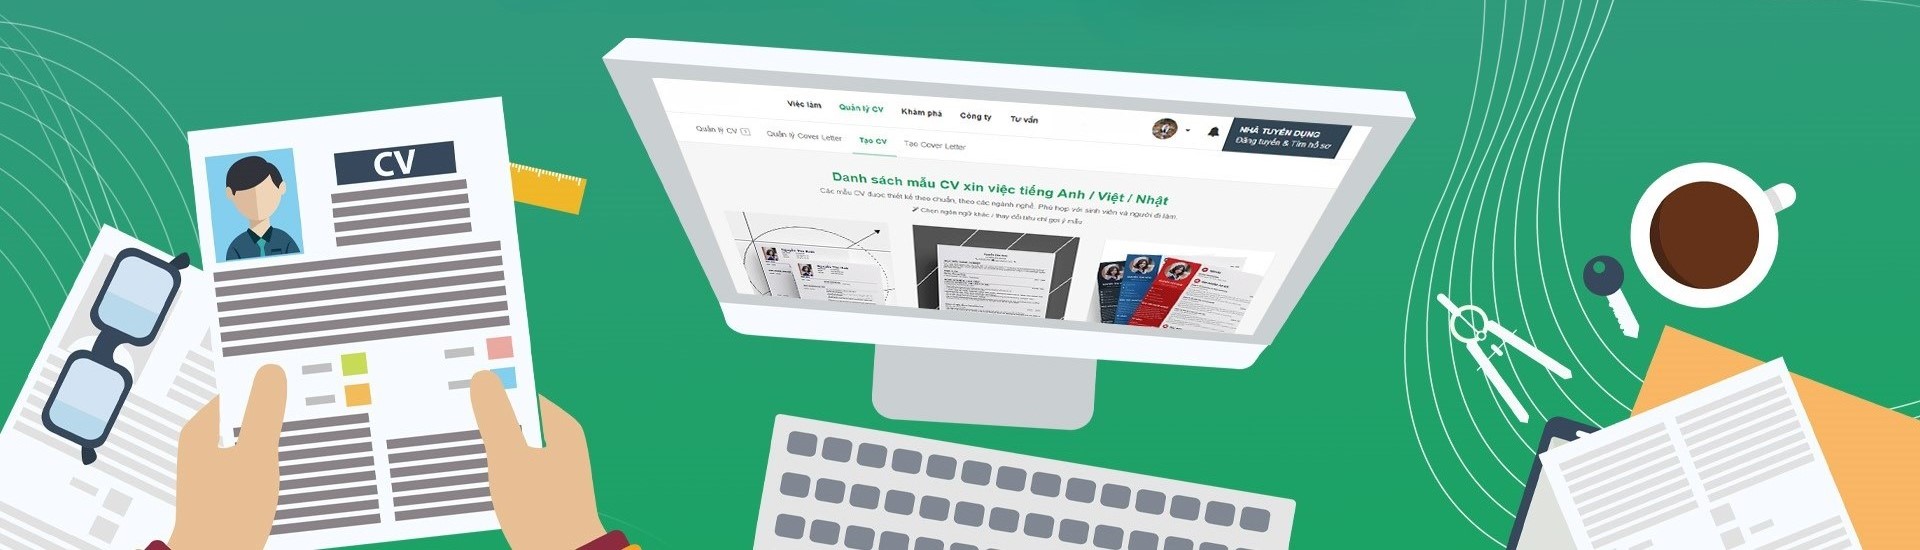 CV
Việc làm
Quản lý CV
Khám phá
Công ty
Tư vấn
NHÀ TUYỂN DỤNG
Đăng tuyển & Tìm hồ sơ
Quản lý CV
Quản lý Cover Letter
Tạo CV
Tạo Cover Letter
Danh sách mẫu CV xin việc tiếng Anh / Việt / Nhật
Các mẫu CV được thiết kế theo chuẩn, theo các ngành nghề. Phù hợp với sinh viên và người đi làm.
Chọn ngôn ngữ khác / thay đổi tiêu chí gợi ý mẫu